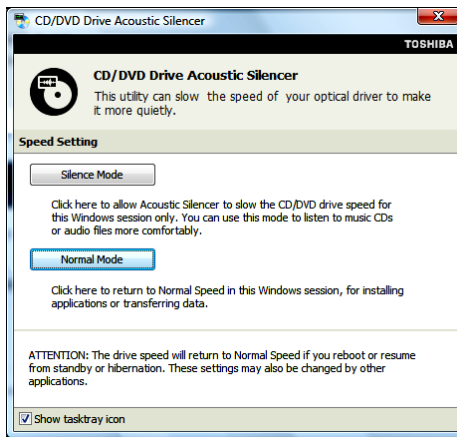 CD/DVD Drive Acoustic Silencer
TOSHIBA
CD/DVD Drive Acoustic Silencer
This utility can slow the speed of your optical driver to make
it more quietly.
Speed Setting
Silence Mode
Click here to allow Acoustic Silencer to slow the CD/DVD drive speed for
this Windows session only. You can use this mode to listen to music CDs
or audio files more comfortably.
Normal Mode
Click here to return to Normal Speed in this Windows session, for installing
applications or transferring data.
ATTENTION: The drive speed will return to Normal Speed if you reboot or resume
from standby or hibernation. These settings may also be changed by other
applications.
Show tasktray icon